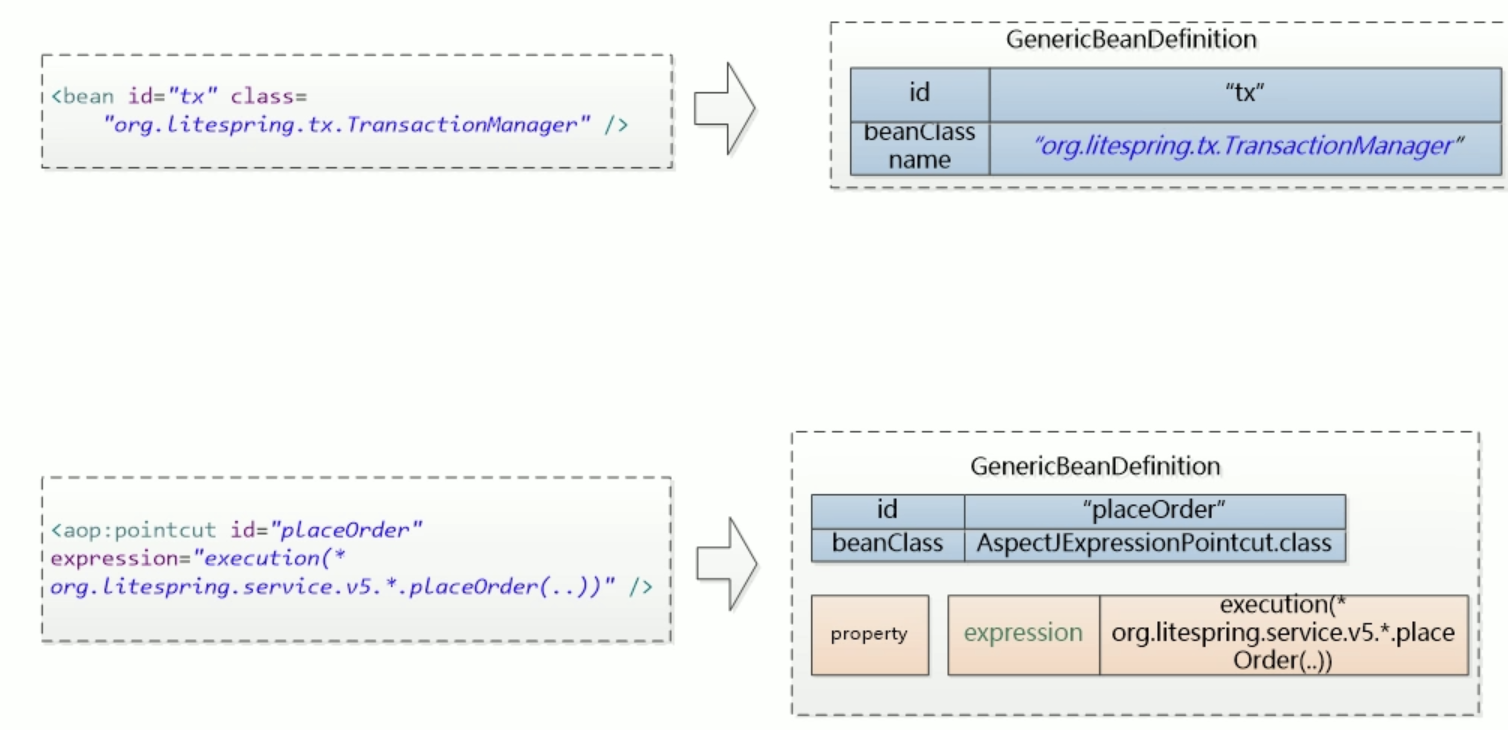 <bean id="tx" class=
"org.litespring.tx.TransactionManager" />
GenericBeanDefinition
id
"tx"
beanClass
name
"org.litespring.tx.TransactionManager"
<aop:pointcut id="placeOrder"
expression="execution(*
org.litespring.service.v5.*.placeOrder(..))" />
GenericBeanDefinition
id
"placeOrder"
beanClass
AspectJExpressionPointcut.class
property
expression
execution(*
org.litespring.service.v5.*.place
Order(..))